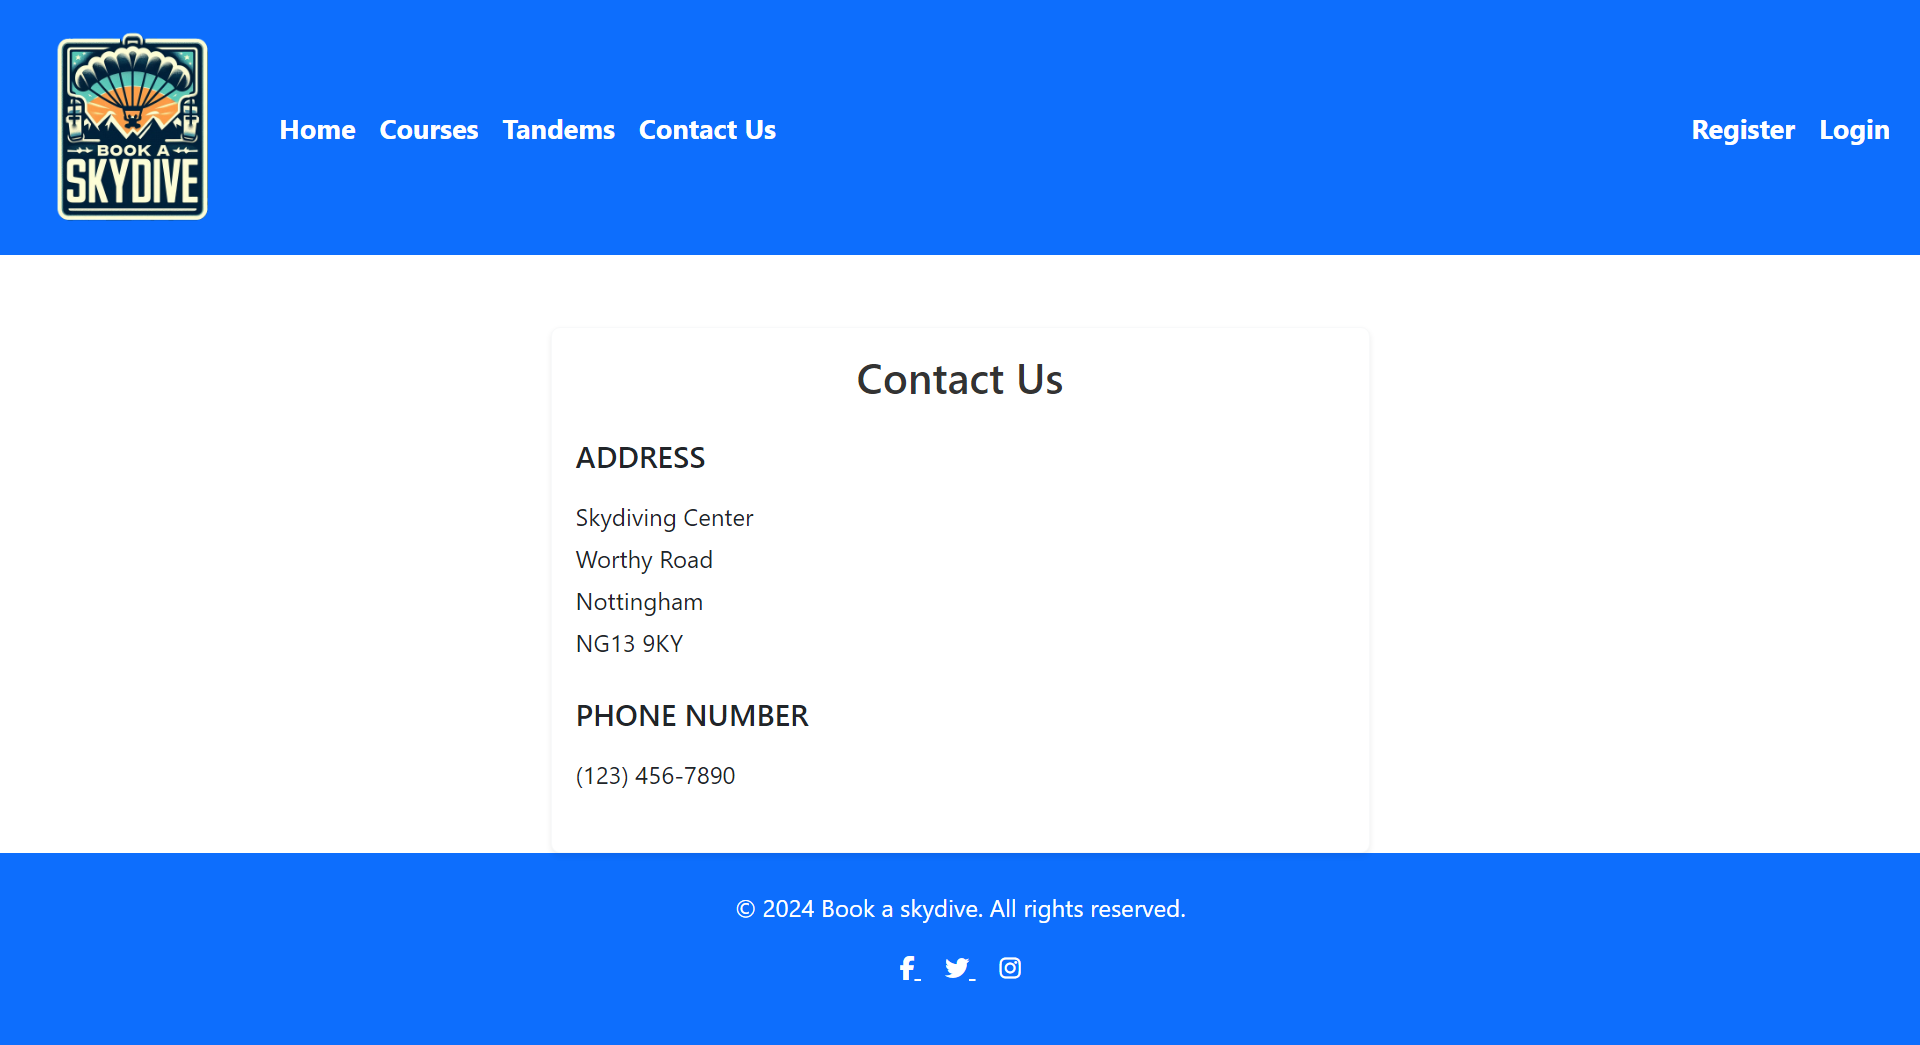 BOOK A
SKYDIVE
Home Courses Tandems Contact Us Register Login
Contact Us
ADDRESS
Skydiving Center
Worthy Road
Nottingham
NG13 9KY
PHONE NUMBER
(123) 456-7890
© 2024 Book a skydive. All rights reserved.